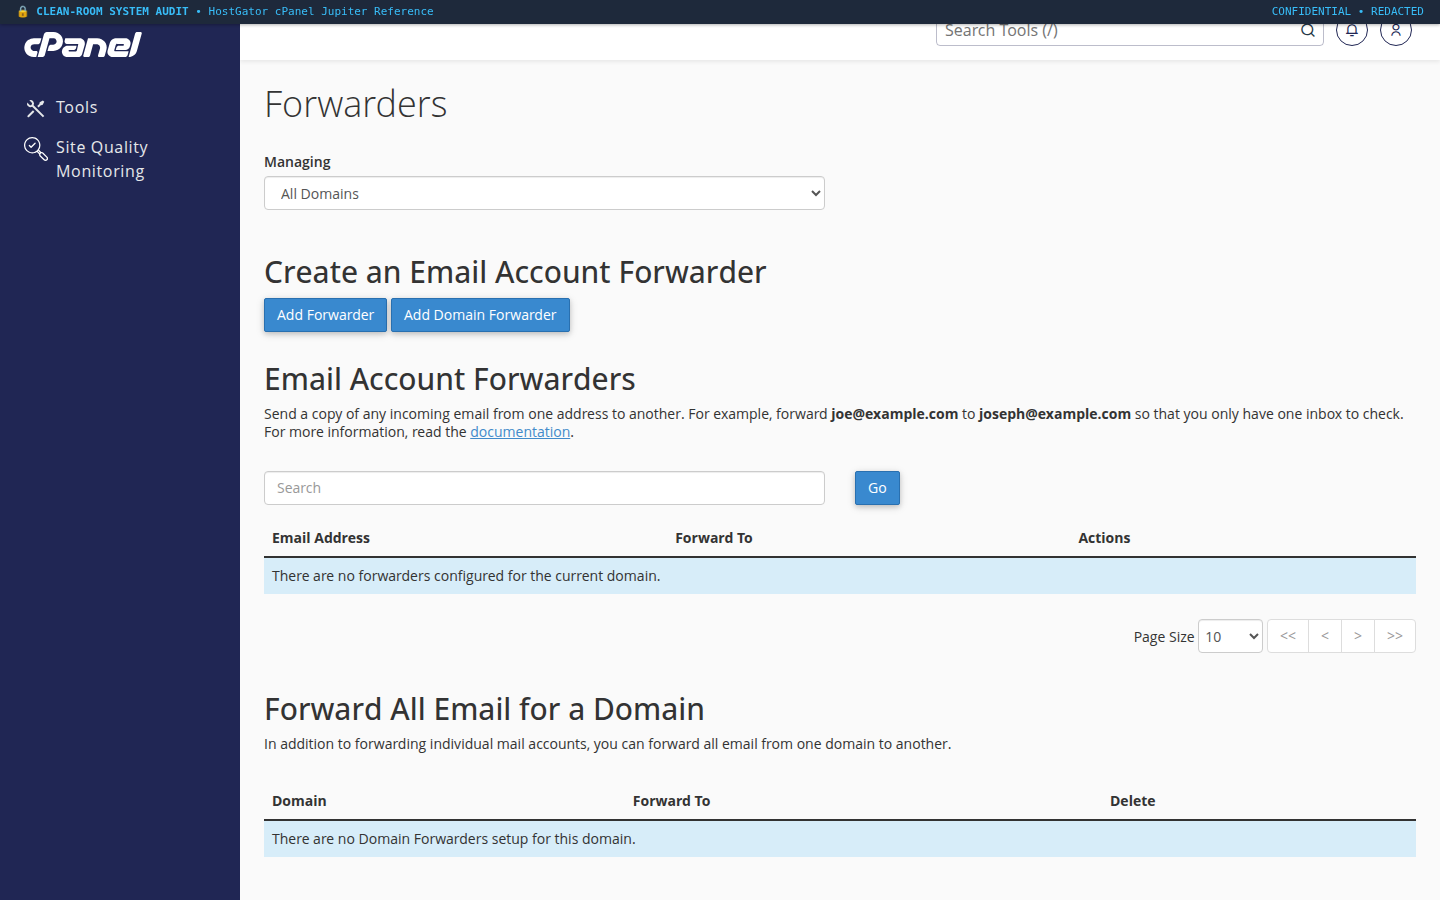 🔒 CLEAN-ROOM SYSTEM AUDIT • HostGator cPanel Jupiter Reference
CONFIDENTIAL • REDACTED
cPanel
Search Tools (/)
Tools
Site Quality
Monitoring
Forwarders
Managing
All Domains
Create an Email Account Forwarder
Add Forwarder
Add Domain Forwarder
Email Account Forwarders
Send a copy of any incoming email from one address to another. For example, forward joe@example.com to joseph@example.com so that you only have one inbox to check.
For more information, read the documentation.
Search
Go
Email Address Forward To Actions
There are no forwarders configured for the current domain.
Page Size 10 << < > >>
Forward All Email for a Domain
In addition to forwarding individual mail accounts, you can forward all email from one domain to another.
Domain Forward To Delete
There are no Domain Forwarders setup for this domain.